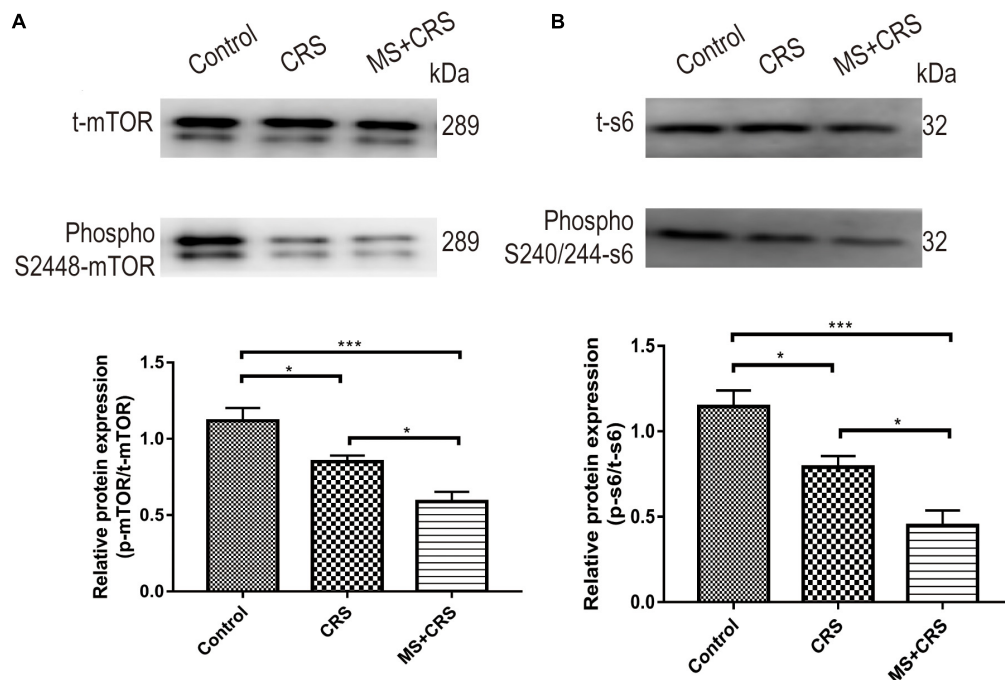 A
Control CRS MS+CRS
kDa
t-mTOR 289
Phospho
S2448-mTOR 289
Relative protein expression
(p-mTOR/t-mTOR)
***
*
*
1.5
1.0
0.5
0.0
Control CRS MS+CRS
B
Control CRS MS+CRS
kDa
t-s6 32
Phospho
S240/244-s6 32
Relative protein expression
(p-s6/t-s6)
***
*
*
1.5
1.0
0.5
0.0
Control CRS MS+CRS